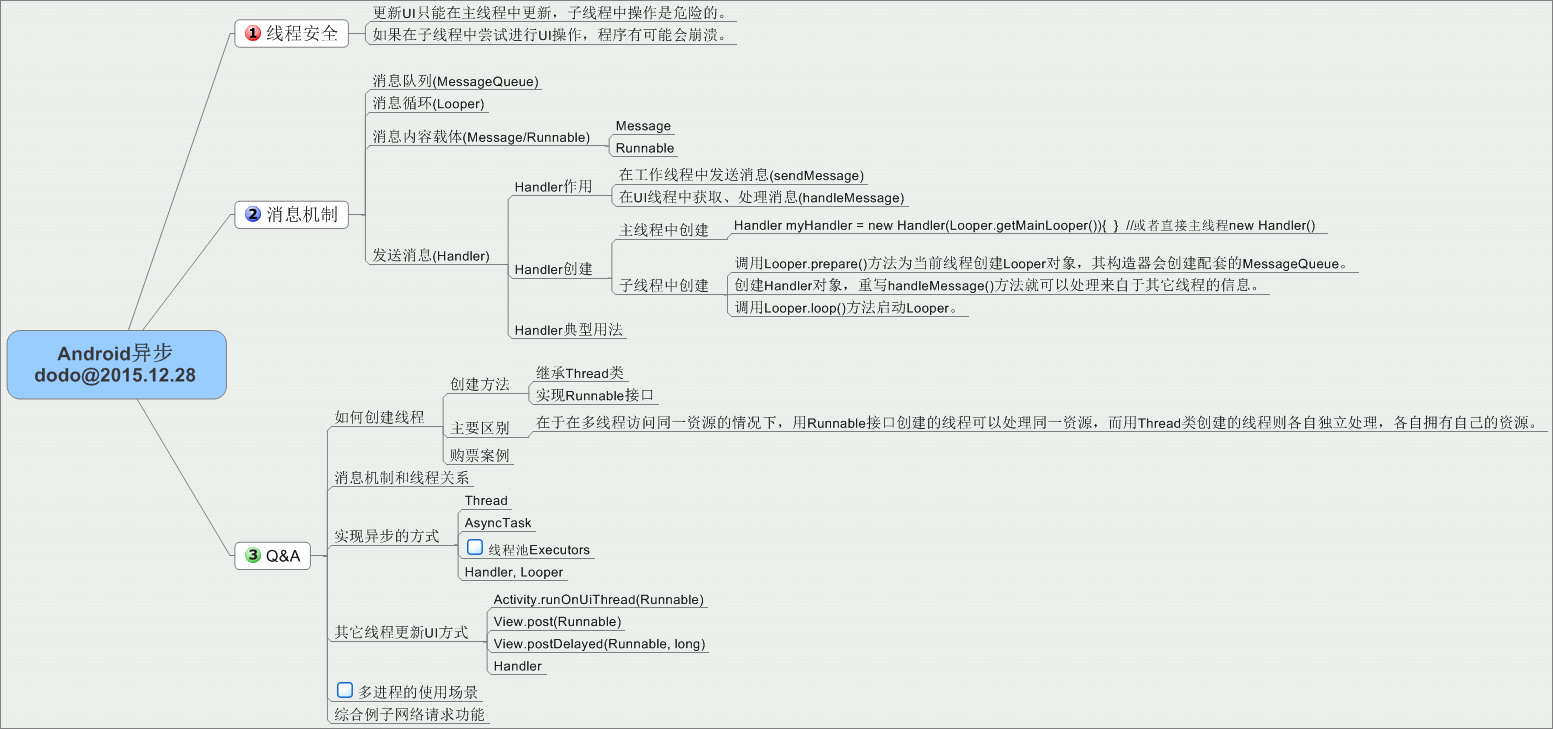 Android异步
dodo@2015.12.28
1 线程安全
更新UI只能在主线程中更新，子线程中操作是危险的。
如果在子线程中尝试进行UI操作，程序有可能会崩溃。
2 消息机制
消息队列(MessageQueue)
消息循环(Looper)
消息内容载体(Message/Runnable)
Message
Runnable
发送消息(Handler)
Handler作用
在工作线程中发送消息(sendMessage)
在UI线程中获取、处理消息(handleMessage)
Handler创建
主线程中创建
Handler myHandler = new Handler(Looper.getMainLooper()){ } //或者直接主线程new Handler()
子线程中创建
调用Looper.prepare()方法为当前线程创建Looper对象，其构造器会创建配套的MessageQueue。
创建Handler对象，重写handleMessage()方法就可以处理来自于其它线程的信息。
调用Looper.loop()方法启动Looper。
Handler典型用法
3 Q&A
如何创建线程
创建方法
继承Thread类
实现Runnable接口
主要区别
在于在多线程访问同一资源的情况下，用Runnable接口创建的线程可以处理同一资源，而用Thread类创建的线程则各自独立处理，各自拥有自己的资源。
购票案例
消息机制和线程关系
实现异步的方式
Thread
AsyncTask
线程池Executors
Handler, Looper
其它线程更新UI方式
Activity.runOnUiThread(Runnable)
View.post(Runnable)
View.postDelayed(Runnable, long)
Handler
多进程的使用场景
综合例子网络请求功能